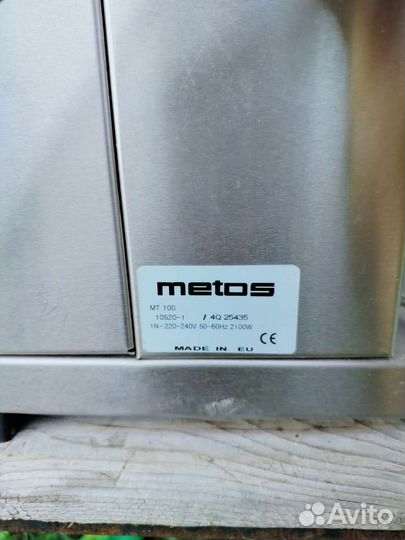 metos
MT 100
10520-1 / 4Q 25435
1N~220-240V 50-60Hz 2100W
CE
MADE IN EU
Avito